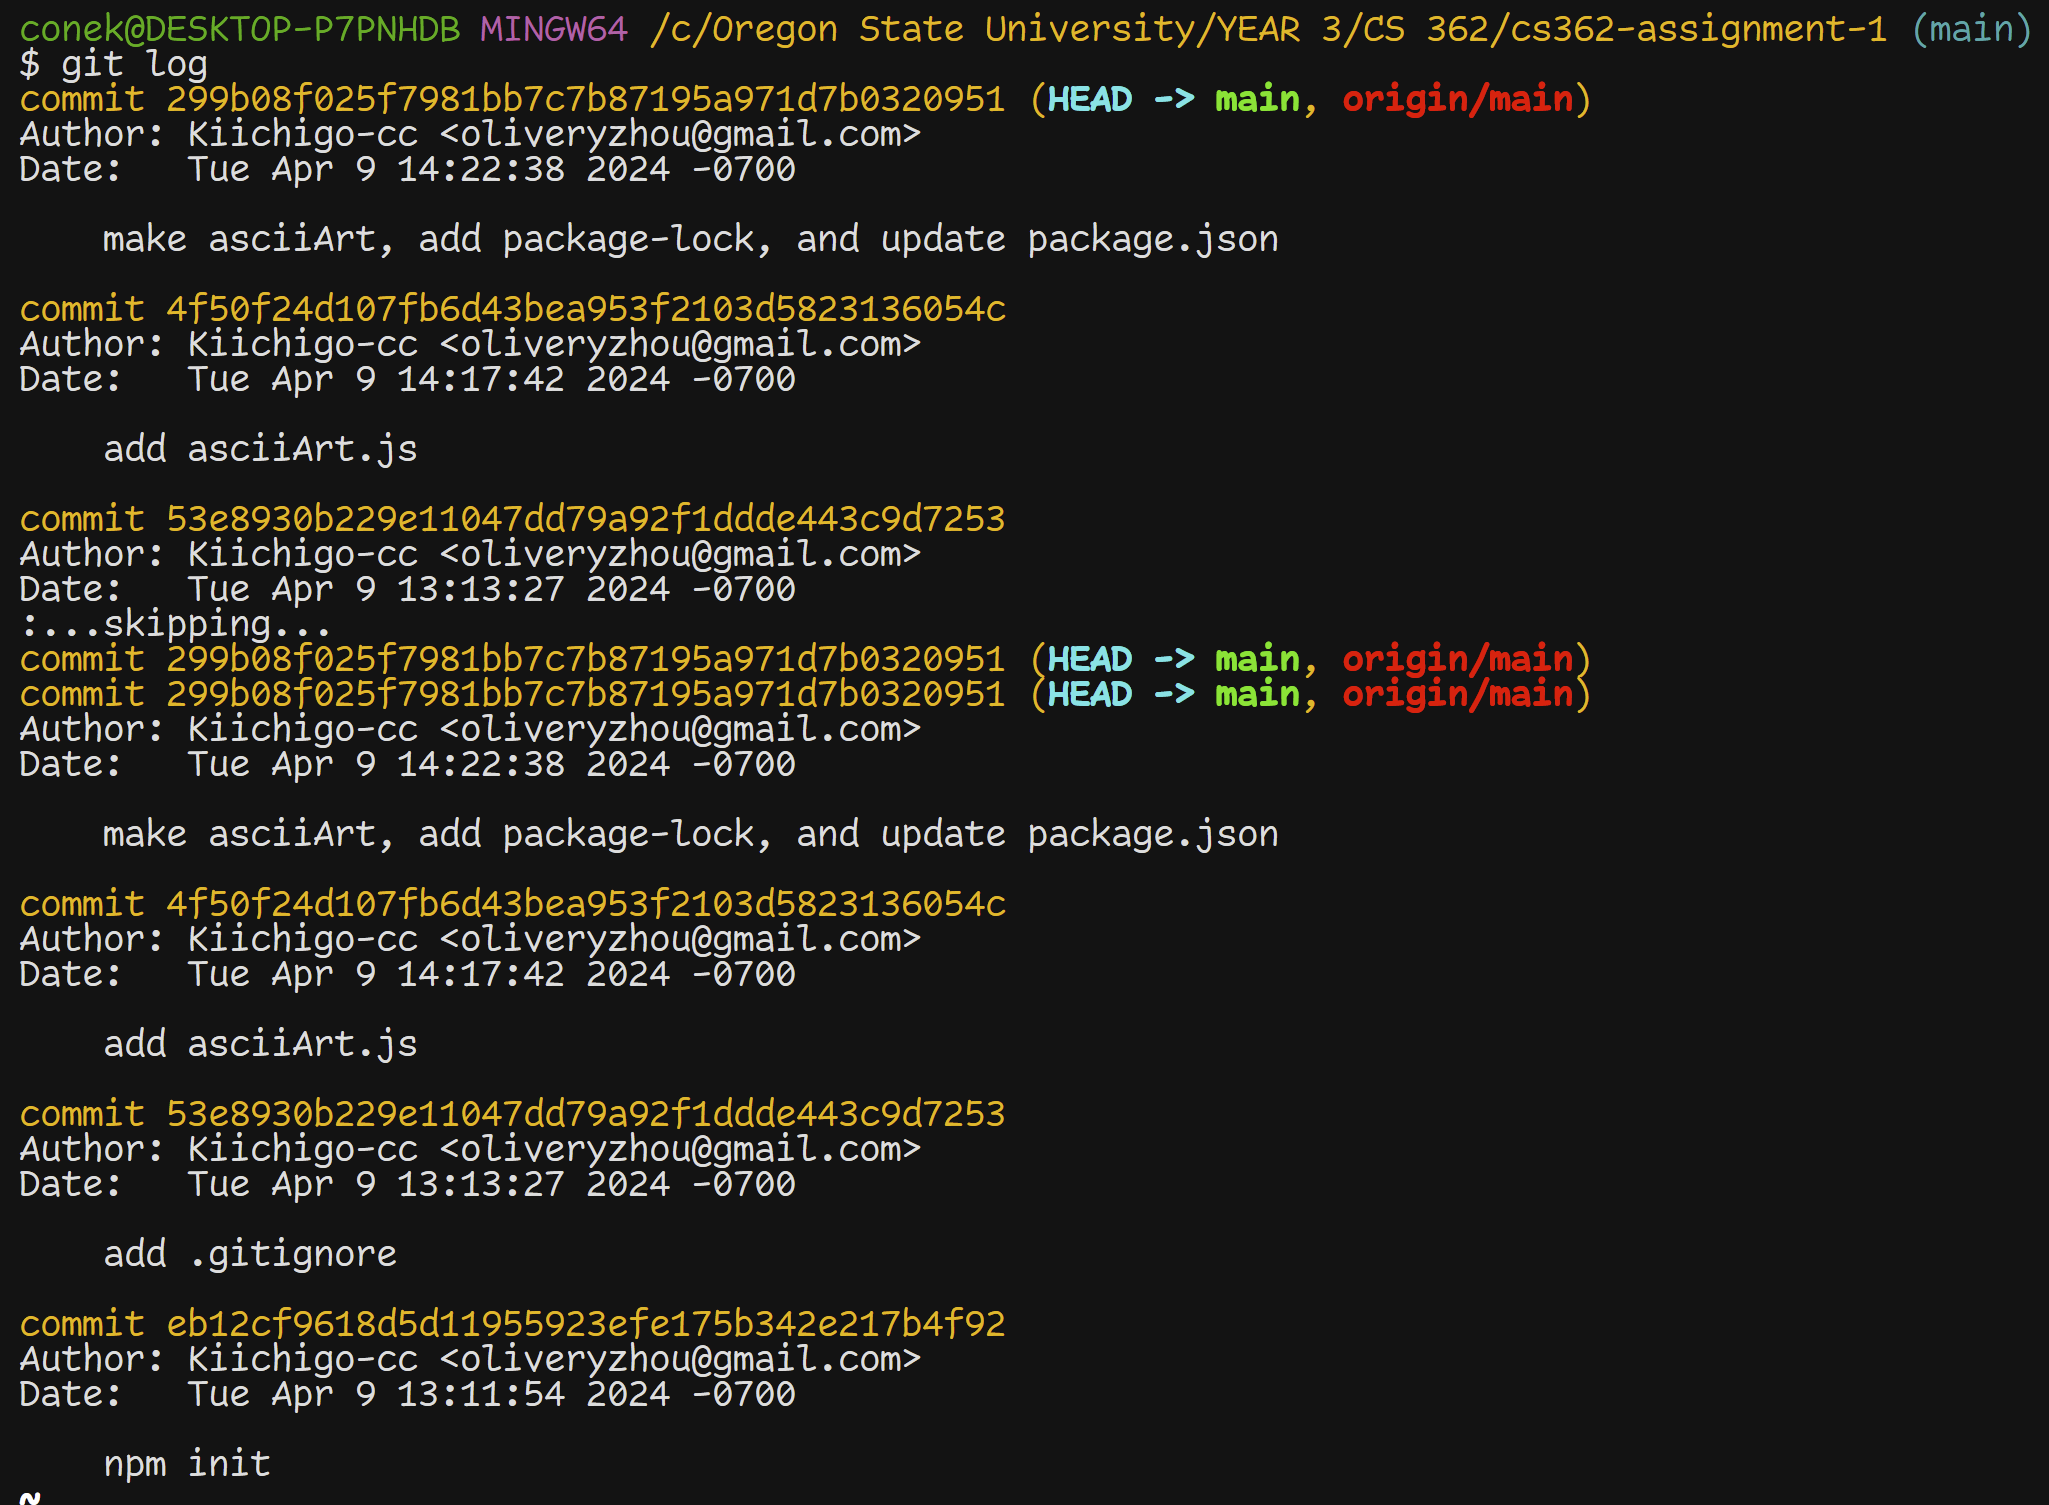 conek@DESKTOP-P7PNHDB MINGW64 /c/Oregon State University/YEAR 3/CS 362/cs362-assignment-1 (main)
$ git log
commit 299b08f025f7981bb7c7b87195a971d7b0320951 (HEAD -> main, origin/main)
Author: Kiichigo-cc <oliveryzhou@gmail.com>
Date:   Tue Apr 9 14:22:38 2024 -0700

    make asciiArt, add package-lock, and update package.json

commit 4f50f24d107fb6d43bea953f2103d5823136054c
Author: Kiichigo-cc <oliveryzhou@gmail.com>
Date:   Tue Apr 9 14:17:42 2024 -0700

    add asciiArt.js

commit 53e8930b229e11047dd79a92f1ddde443c9d7253
Author: Kiichigo-cc <oliveryzhou@gmail.com>
Date:   Tue Apr 9 13:13:27 2024 -0700
:...skipping...
commit 299b08f025f7981bb7c7b87195a971d7b0320951 (HEAD -> main, origin/main)
commit 299b08f025f7981bb7c7b87195a971d7b0320951 (HEAD -> main, origin/main)
Author: Kiichigo-cc <oliveryzhou@gmail.com>
Date:   Tue Apr 9 14:22:38 2024 -0700

    make asciiArt, add package-lock, and update package.json

commit 4f50f24d107fb6d43bea953f2103d5823136054c
Author: Kiichigo-cc <oliveryzhou@gmail.com>
Date:   Tue Apr 9 14:17:42 2024 -0700

    add asciiArt.js

commit 53e8930b229e11047dd79a92f1ddde443c9d7253
Author: Kiichigo-cc <oliveryzhou@gmail.com>
Date:   Tue Apr 9 13:13:27 2024 -0700

    add .gitignore

commit eb12cf9618d5d11955923efe175b342e217b4f92
Author: Kiichigo-cc <oliveryzhou@gmail.com>
Date:   Tue Apr 9 13:11:54 2024 -0700

    npm init
~